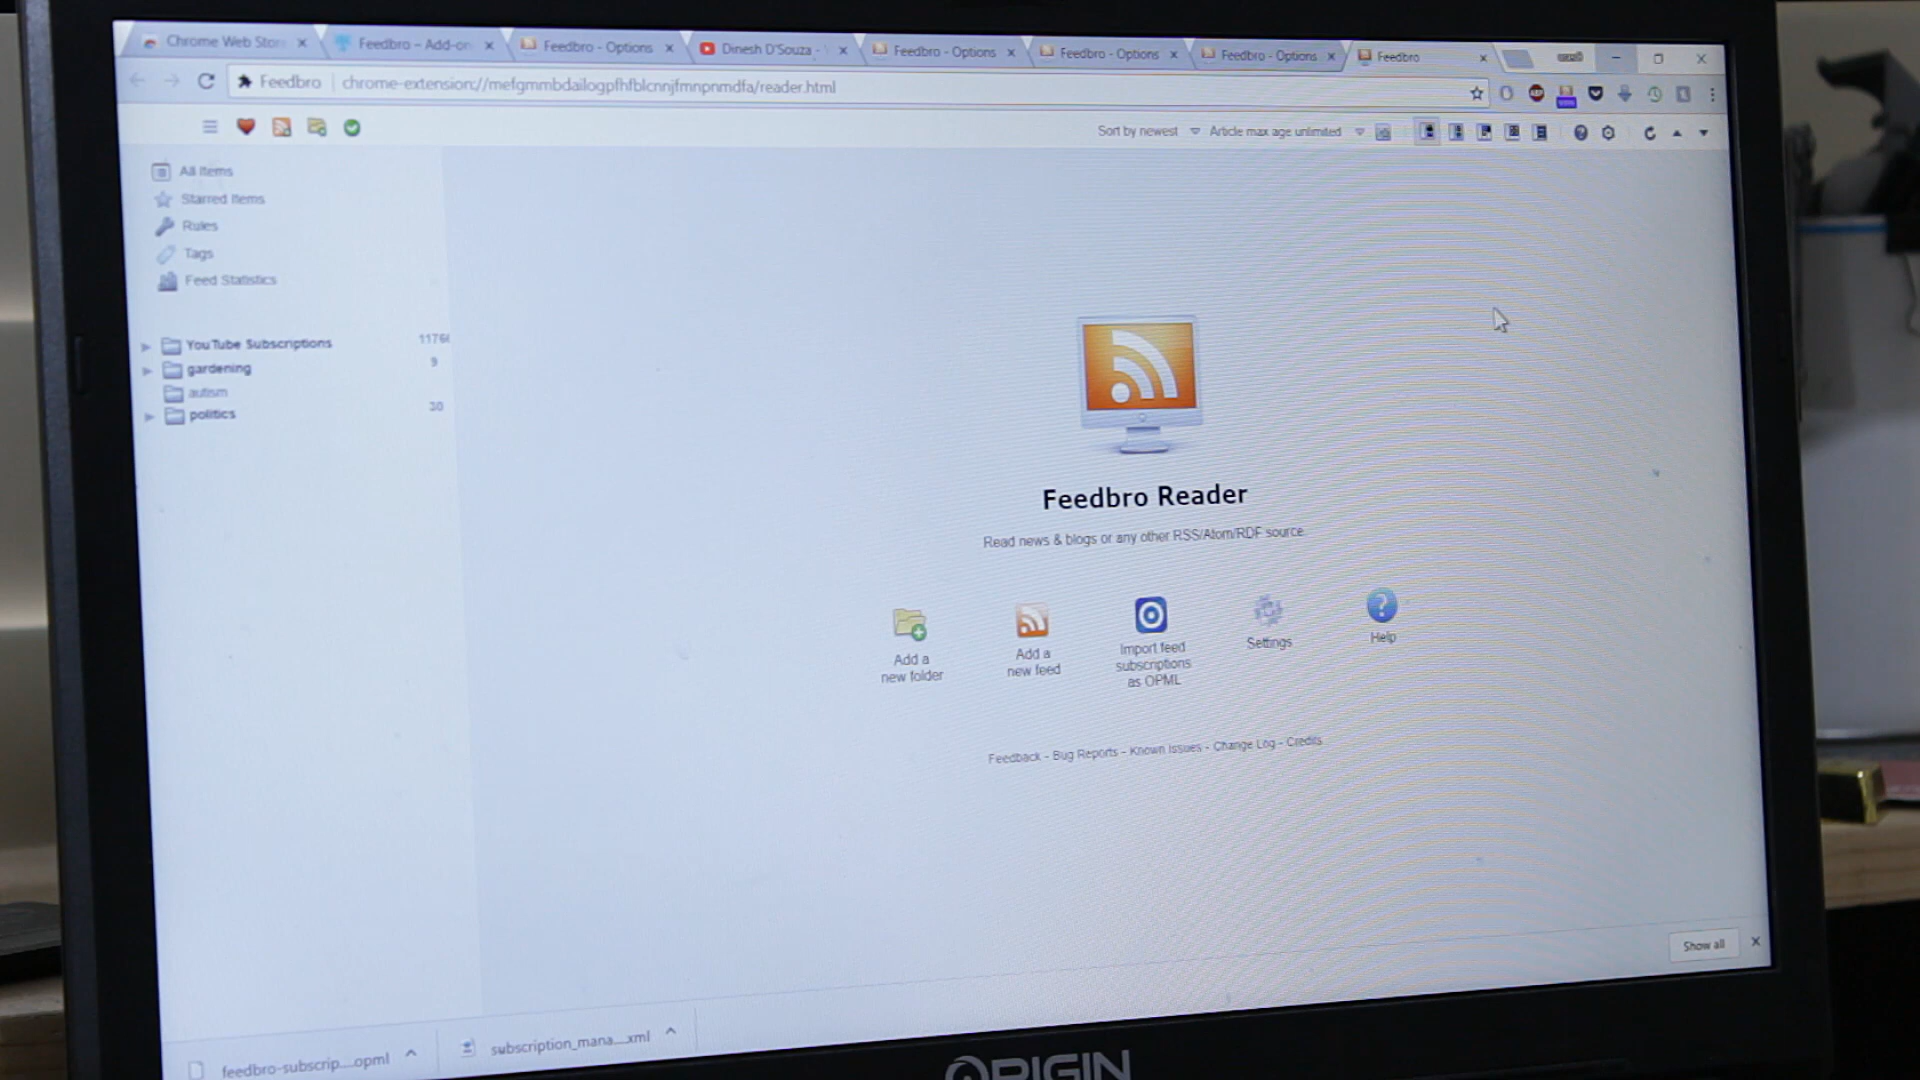 Chrome Web Stor
Feedbro – Add-on
Feedbro - Options
Dinesh D'Souza -
Feedbro - Options
Feedbro - Options
Feedbro - Options
Feedbro
Feedbro
chrome-extension://mefgmmbdailogpfhfblcnnjfmnpnmdfa/reader.html
Sort by newest
Article max age unlimited
All Items
Starred Items
Rules
Tags
Feed Statistics
YouTube Subscriptions
gardening 9
autism
politics 30
Feedbro Reader
Read news & blogs or any other RSS/Atom/RDF source.
Add a
new folder
Add a
new feed
Import feed
subscriptions
as OPML
Settings
Help
Feedback - Bug Reports - Known Issues - Change Log - Credits
Show all
feedbro-subscrip....opml
subscription_mana....xml
ORIGIN